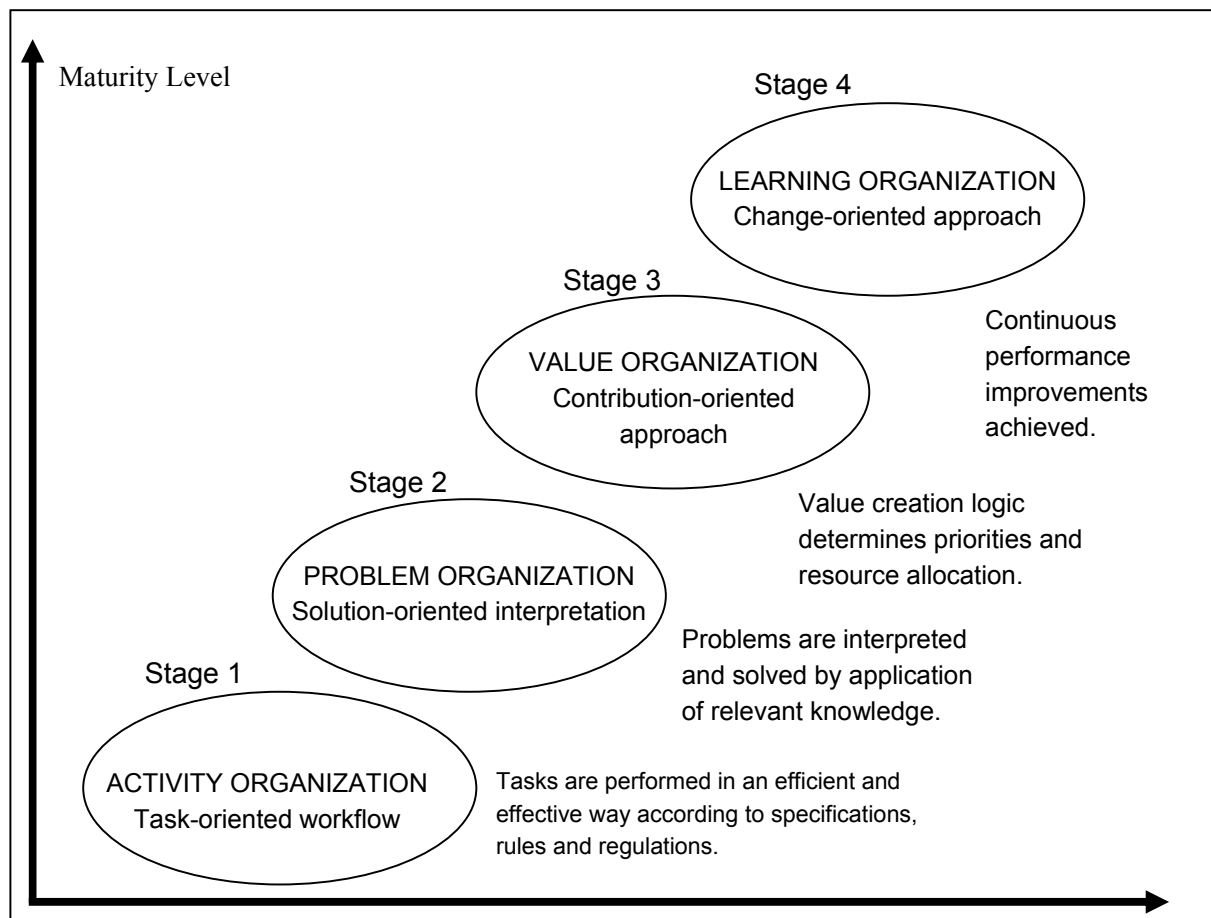 Maturity Level
Stage 4
LEARNING ORGANIZATION
Change-oriented approach
Continuous
performance
improvements
achieved.
Stage 3
VALUE ORGANIZATION
Contribution-oriented
approach
Value creation logic
determines priorities and
resource allocation.
Stage 2
PROBLEM ORGANIZATION
Solution-oriented interpretation
Problems are interpreted
and solved by application
of relevant knowledge.
Stage 1
ACTIVITY ORGANIZATION
Task-oriented workflow
Tasks are performed in an efficient and
effective way according to specifications,
rules and regulations.